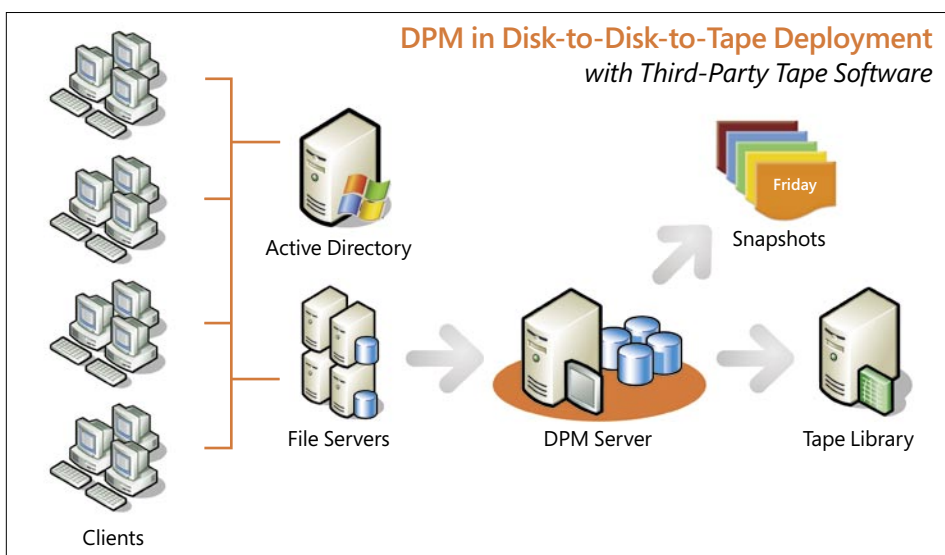 DPM in Disk-to-Disk-to-Tape Deployment
with Third-Party Tape Software
Friday
Active Directory
Snapshots
File Servers
DPM Server
Tape Library
Clients